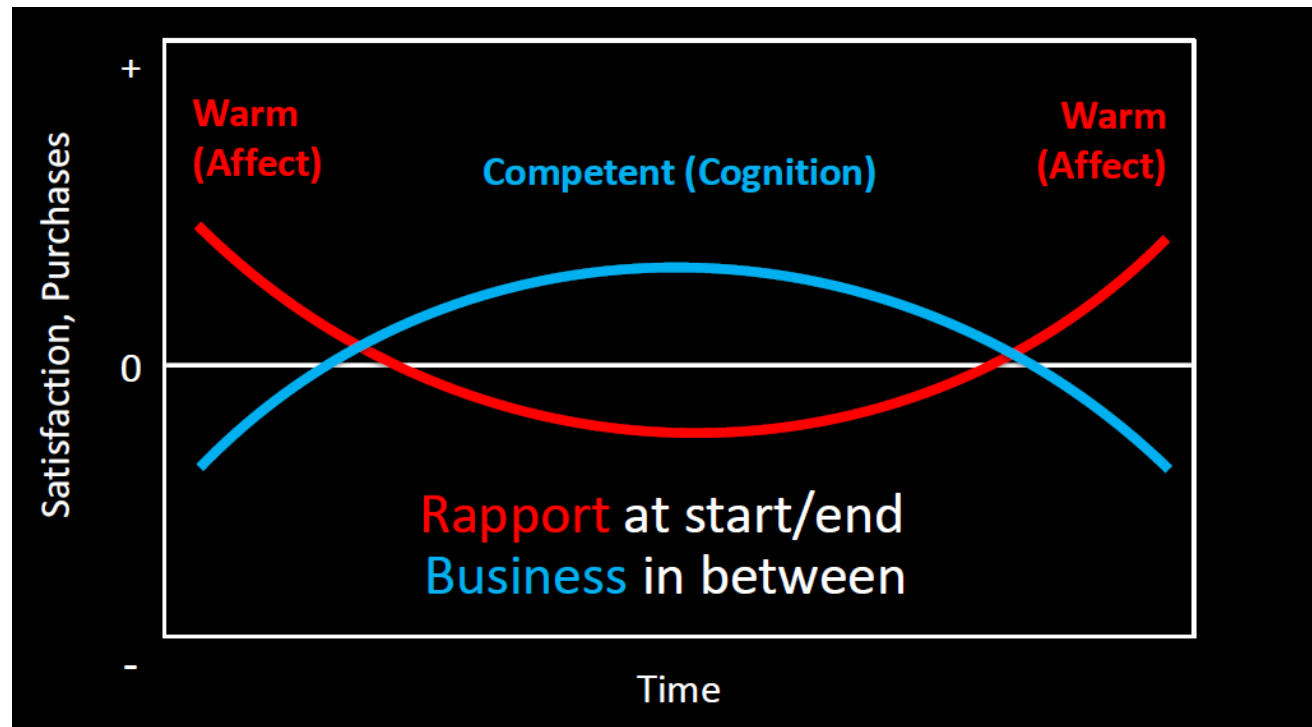 +
Warm
(Affect)
Warm
(Affect)
Competent (Cognition)
Satisfaction, Purchases
0
Rapport at start/end
Business in between
-
Time